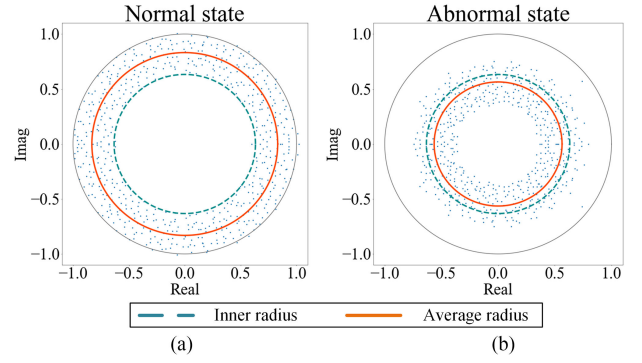 Normal state
Abnormal state
1.0
0.5
0.0
−0.5
−1.0
Imag
−1.0 −0.5 0.0 0.5 1.0
Real
1.0
0.5
0.0
−0.5
−1.0
Imag
−1.0 −0.5 0.0 0.5 1.0
Real
Inner radius
Average radius
(a)
(b)